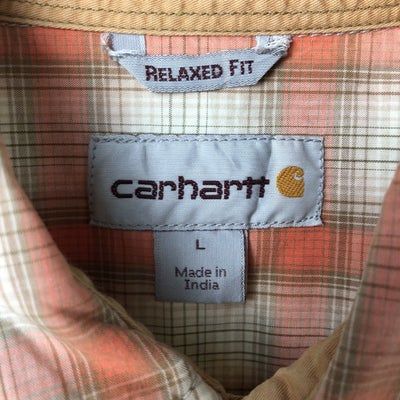 RELAXED FIT
carhartt
L
Made in
India